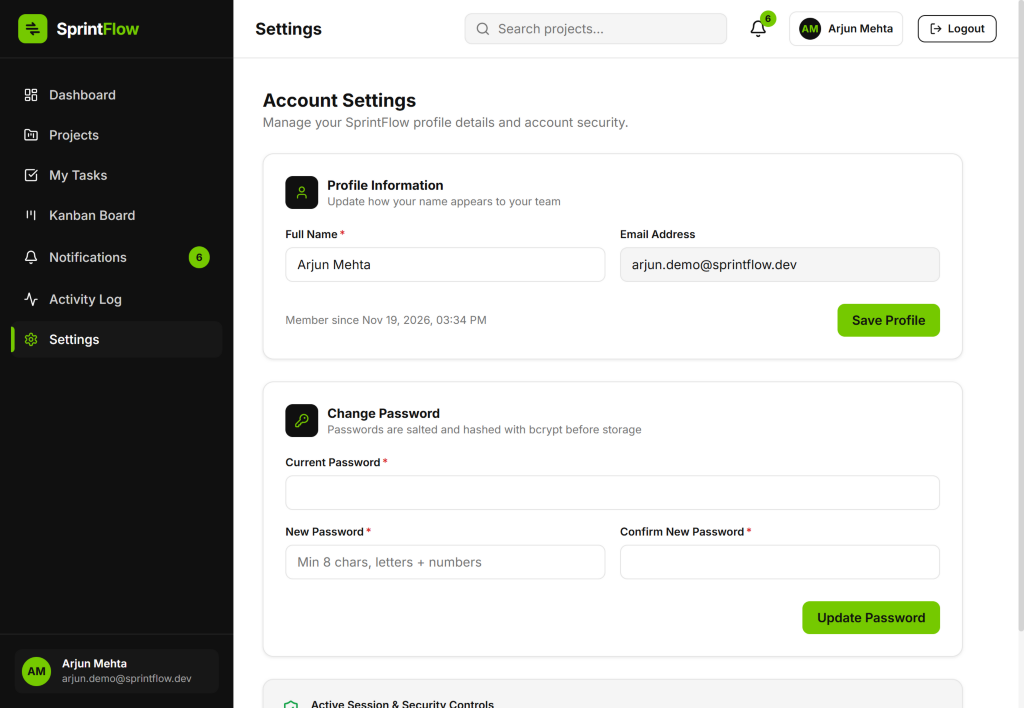 SprintFlow
Settings
Search projects...
6
AM
Arjun Mehta
Logout
Dashboard
Projects
My Tasks
Kanban Board
Notifications
6
Activity Log
Settings
AM
Arjun Mehta
arjun.demo@sprintflow.dev
Account Settings
Manage your SprintFlow profile details and account security.
Profile Information
Update how your name appears to your team
Full Name *
Email Address
Arjun Mehta
arjun.demo@sprintflow.dev
Member since Nov 19, 2026, 03:34 PM
Save Profile
Change Password
Passwords are salted and hashed with bcrypt before storage
Current Password *
New Password *
Confirm New Password *
Min 8 chars, letters + numbers
Update Password
Active Session & Security Controls